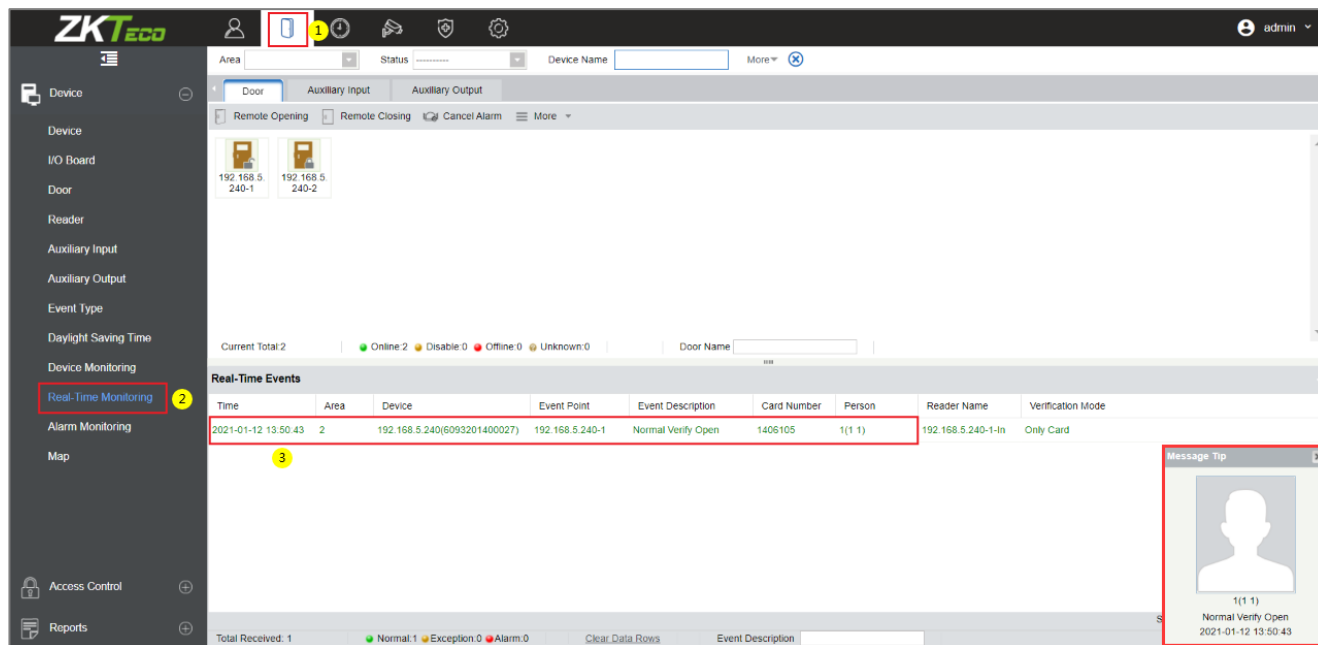 ZKTeco
1
admin
Area
Status ----------
Device Name
More
Device
Door
Auxiliary Input
Auxiliary Output
Remote Opening
Remote Closing
Cancel Alarm
More
Device
I/O Board
Door
Reader
Auxiliary Input
Auxiliary Output
Event Type
Daylight Saving Time
Device Monitoring
Real-Time Monitoring
2
Alarm Monitoring
Map
Access Control
Reports
192.168.5.
240-1
192.168.5.
240-2
Current Total:2
Online:2 Disable:0 Offline:0 Unknown:0
Door Name
Real-Time Events
Time Area Device Event Point Event Description Card Number Person Reader Name Verification Mode
2021-01-12 13:50:43 2 192.168.5.240(6093201400027) 192.168.5.240-1 Normal Verify Open 1406105 1(1 1) 192.168.5.240-1-In Only Card
3
Message Tip
1(1 1)
Normal Verify Open
2021-01-12 13:50:43
Total Received: 1
Normal:1 Exception:0 Alarm:0
Clear Data Rows
Event Description